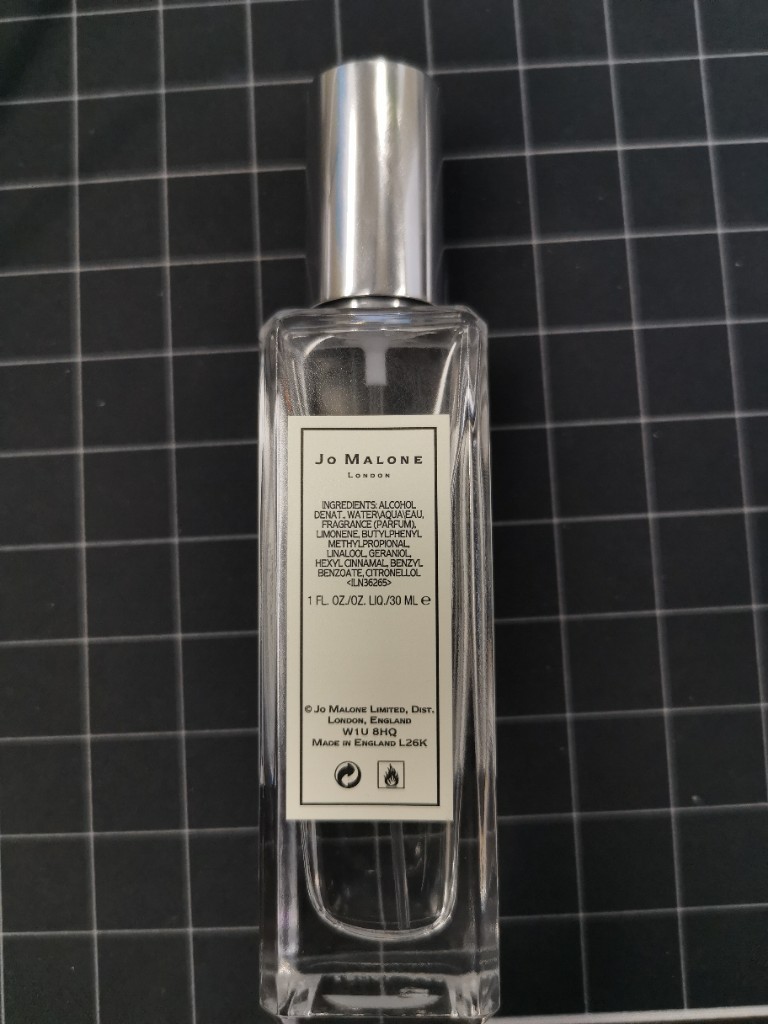 JO MALONE
LONDON
INGREDIENTS: ALCOHOL
DENAT., WATER\AQUA\EAU,
FRAGRANCE (PARFUM),
LIMONENE, BUTYLPHENYL
METHYLPROPIONAL,
LINALOOL, GERANIOL,
HEXYL CINNAMAL, BENZYL
BENZOATE, CITRONELLOL
<ILN36265>
1 FL. OZ./OZ. LIQ./30 ML ℮
© JO MALONE LIMITED, DIST.
LONDON, ENGLAND
W1U 8HQ
MADE IN ENGLAND L26K